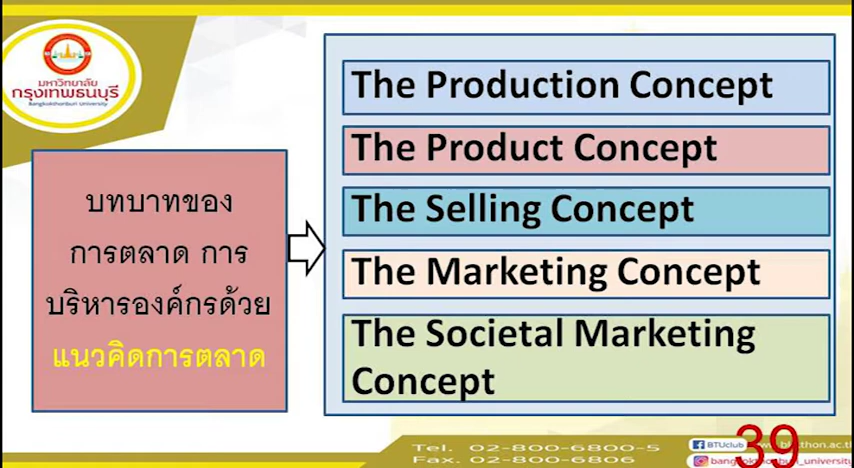 มหาวิทยาลัย
กรุงเทพธนบุรี
Bangkokthonburi University
บทบาทของ
การตลาด การ
บริหารองค์กรด้วย
แนวคิดการตลาด
The Production Concept
The Product Concept
The Selling Concept
The Marketing Concept
The Societal Marketing
Concept
Tel. 02-800-6800-5
Fax. 02-800-6806
BTUclub
39